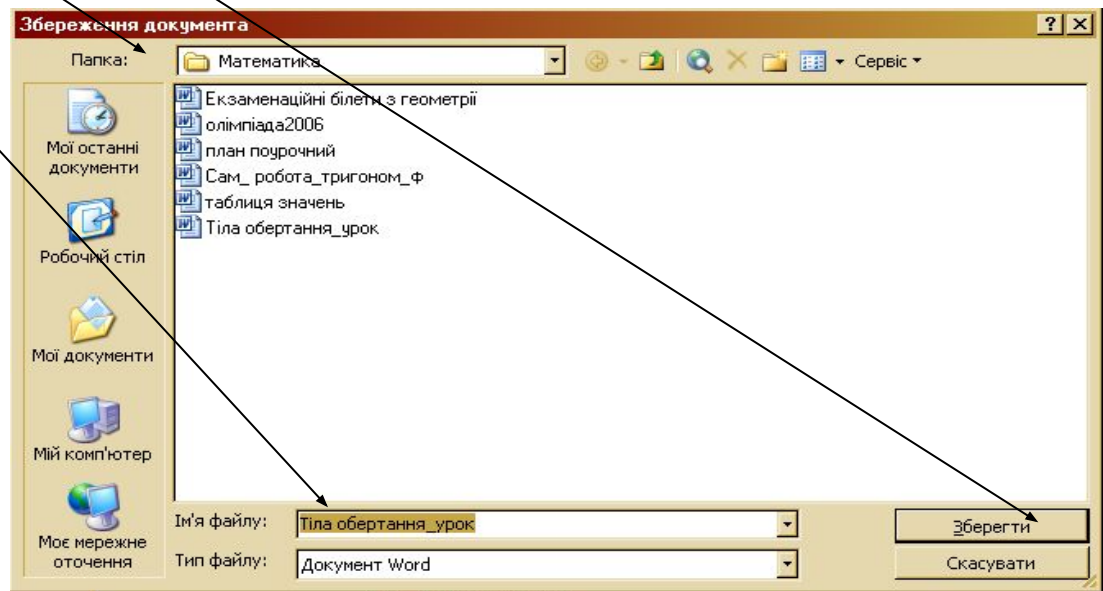 Збереження документа
Папка: Математика Сервіс
Екзаменаційні білети з геометрії
олімпіада2006
план поурочний
Сам_ робота_тригоном_ф
таблиця значень
Тіла обертання_урок
Мої останні
документи
Робочий стіл
Мої документи
Мій комп'ютер
Моє мережне
оточення
Ім'я файлу: Тіла обертання_урок Зберегти
Тип файлу: Документ Word Скасувати